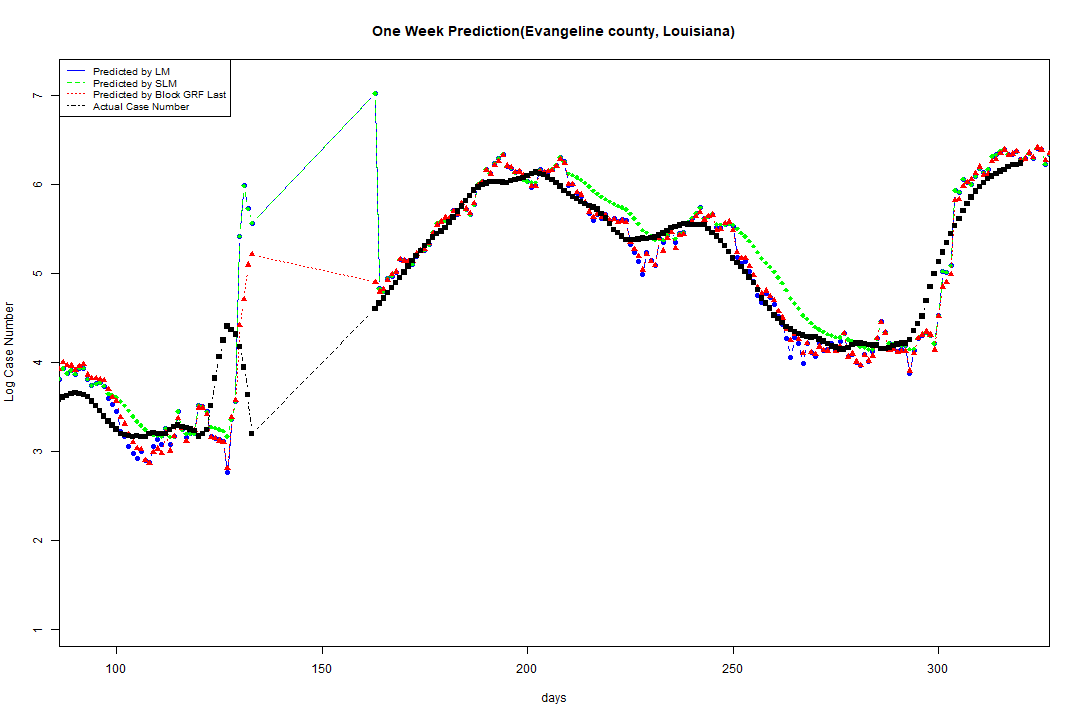 One Week Prediction(Evangeline county, Louisiana)
Predicted by LM
Predicted by SLM
Predicted by Block GRF Last
Actual Case Number
Log Case Number
7
6
5
4
3
2
1
100 150 200 250 300
days